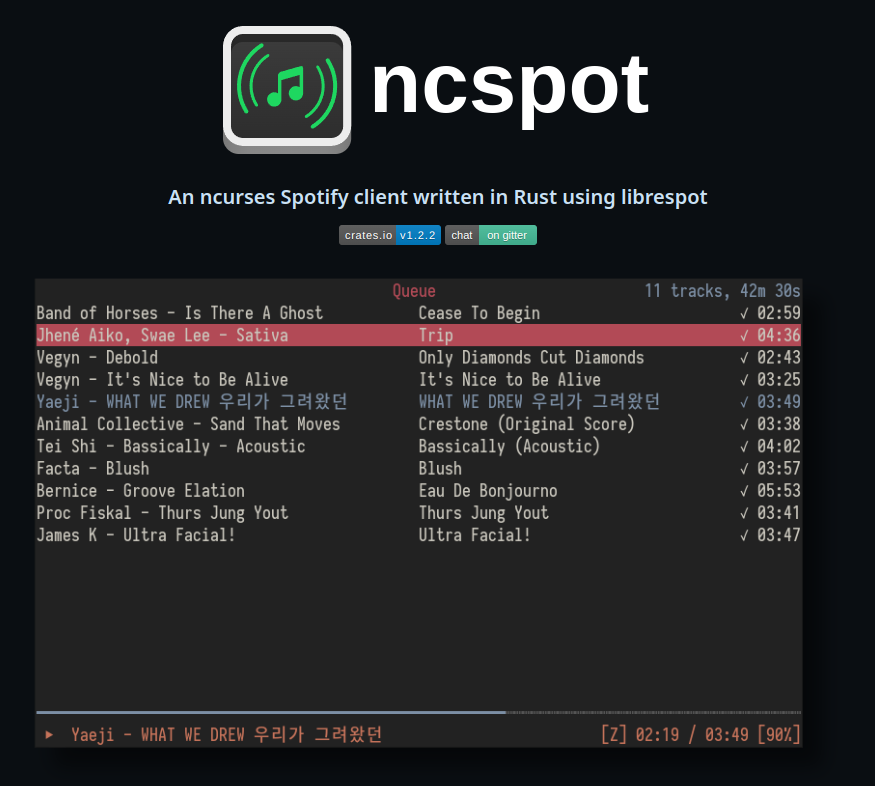 ncspot
An ncurses Spotify client written in Rust using librespot
crates.io v1.2.2 chat on gitter
Queue 11 tracks, 42m 30s
Band of Horses - Is There A Ghost Cease To Begin ✓ 02:59
Jhené Aiko, Swae Lee - Sativa Trip ✓ 04:36
Vegyn - Debold Only Diamonds Cut Diamonds ✓ 02:43
Vegyn - It's Nice to Be Alive It's Nice to Be Alive ✓ 03:25
Yaeji - WHAT WE DREW 우리가 그려왔던 WHAT WE DREW 우리가 그려왔던 ✓ 03:49
Animal Collective - Sand That Moves Crestone (Original Score) ✓ 03:38
Tei Shi - Bassically - Acoustic Bassically (Acoustic) ✓ 04:02
Facta - Blush Blush ✓ 03:57
Bernice - Groove Elation Eau De Bonjourno ✓ 05:53
Proc Fiskal - Thurs Jung Yout Thurs Jung Yout ✓ 03:41
James K - Ultra Facial! Ultra Facial! ✓ 03:47
▶ Yaeji - WHAT WE DREW 우리가 그려왔던 [Z] 02:19 / 03:49 [90%]